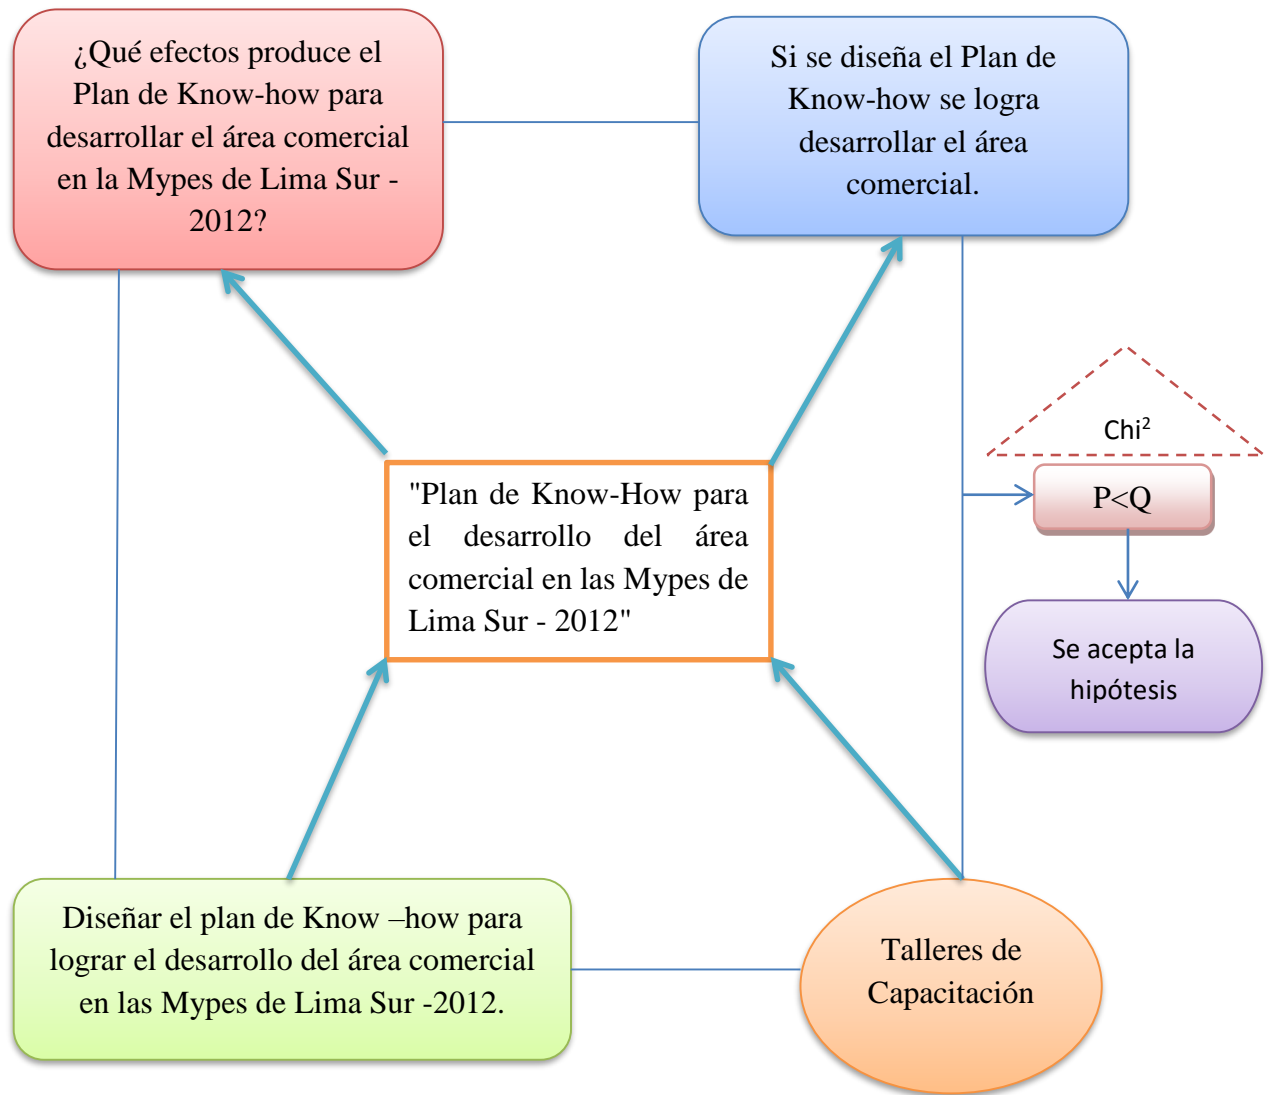 ¿Qué efectos produce el
Plan de Know-how para
desarrollar el área comercial
en la Mypes de Lima Sur -
2012?
Si se diseña el Plan de
Know-how se logra
desarrollar el área
comercial.
Chi²
P<Q
"Plan de Know-How para
el desarrollo del área
comercial en las Mypes de
Lima Sur - 2012"
Se acepta la
hipótesis
Diseñar el plan de Know –how para
lograr el desarrollo del área comercial
en las Mypes de Lima Sur -2012.
Talleres de
Capacitación